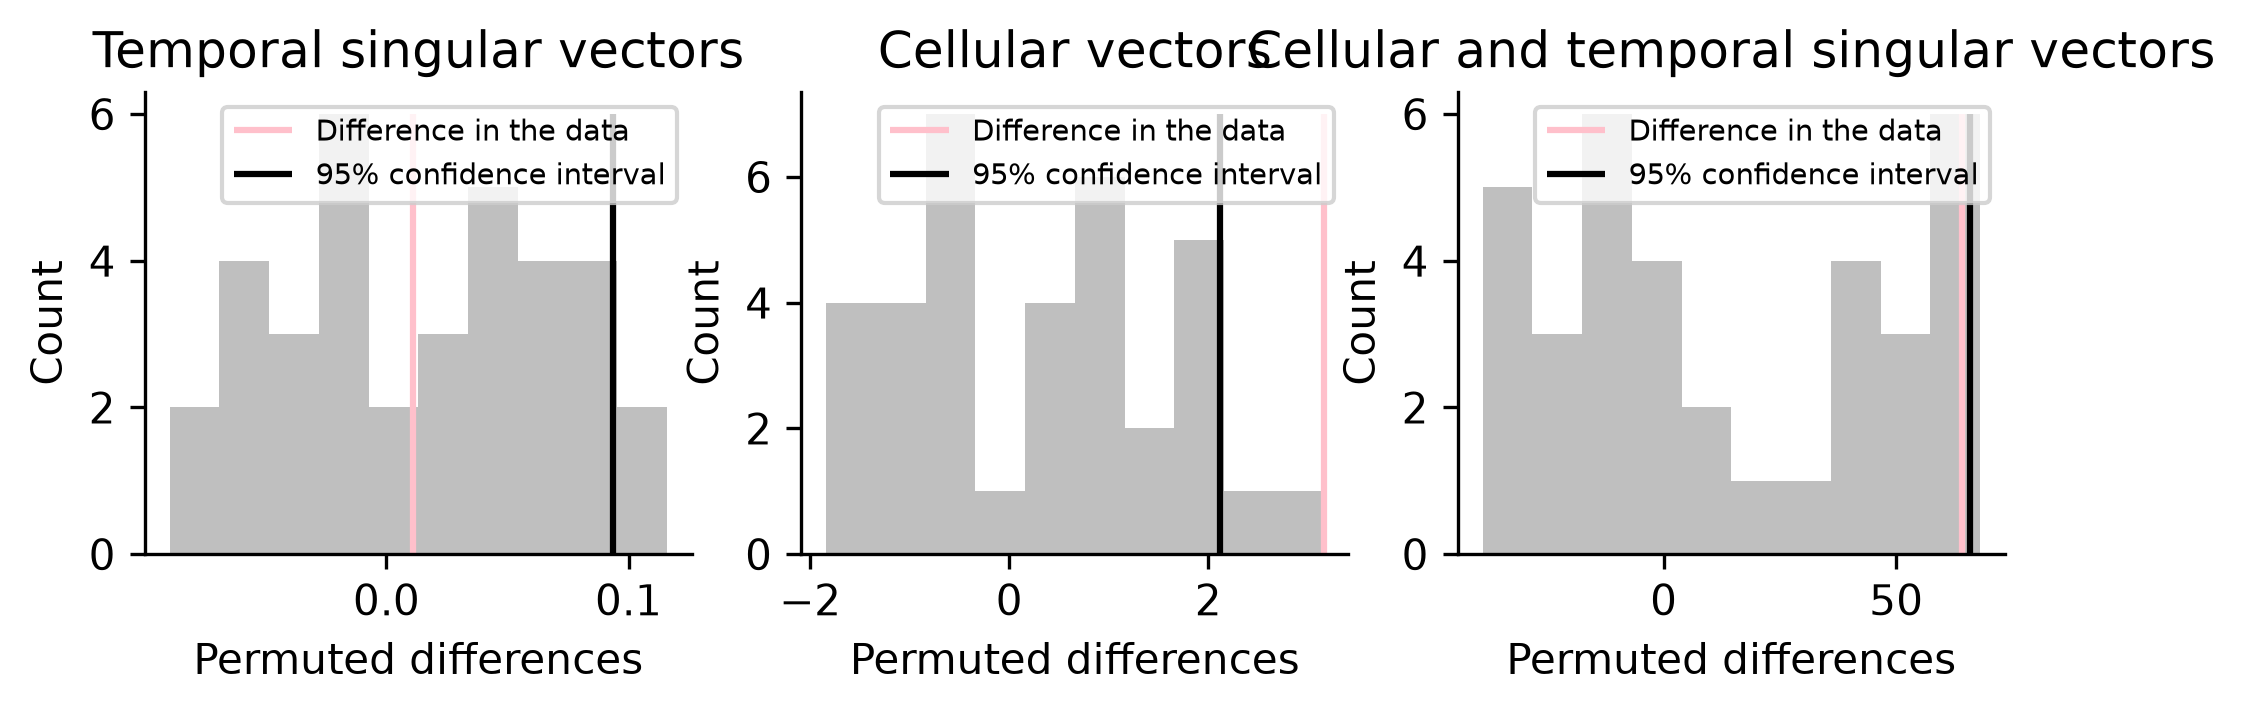 Temporal singular vectors
Cellular vectors
Cellular and temporal singular vectors
6
4
2
0
Count
Difference in the data
95% confidence interval
0.0
0.1
Permuted differences
6
4
2
0
Count
Difference in the data
95% confidence interval
−2
0
2
Permuted differences
6
4
2
0
Count
Difference in the data
95% confidence interval
0
50
Permuted differences